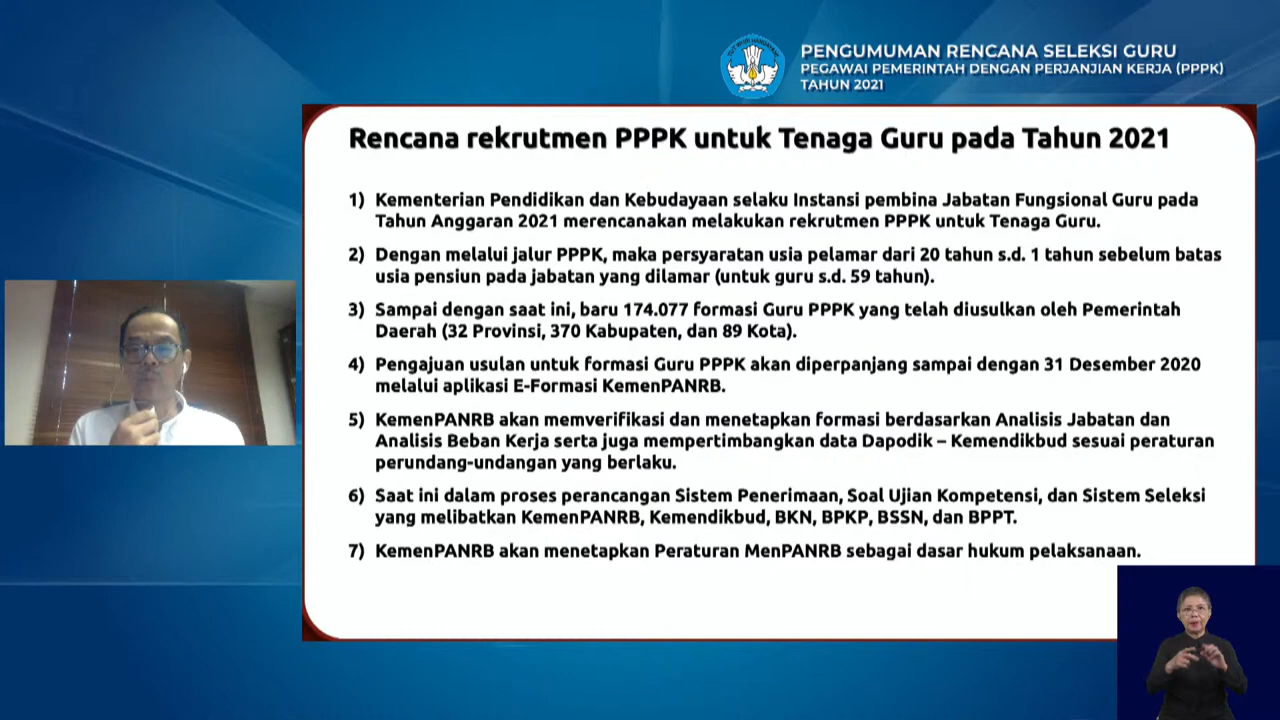 PENGUMUMAN RENCANA SELEKSI GURU
PEGAWAI PEMERINTAH DENGAN PERJANJIAN KERJA (PPPK)
TAHUN 2021
Rencana rekrutmen PPPK untuk Tenaga Guru pada Tahun 2021
1) Kementerian Pendidikan dan Kebudayaan selaku Instansi pembina Jabatan Fungsional Guru pada
Tahun Anggaran 2021 merencanakan melakukan rekrutmen PPPK untuk Tenaga Guru.
2) Dengan melalui jalur PPPK, maka persyaratan usia pelamar dari 20 tahun s.d. 1 tahun sebelum batas
usia pensiun pada jabatan yang dilamar (untuk guru s.d. 59 tahun).
3) Sampai dengan saat ini, baru 174.077 formasi Guru PPPK yang telah diusulkan oleh Pemerintah
Daerah (32 Provinsi, 370 Kabupaten, dan 89 Kota).
4) Pengajuan usulan untuk formasi Guru PPPK akan diperpanjang sampai dengan 31 Desember 2020
melalui aplikasi E-Formasi KemenPANRB.
5) KemenPANRB akan memverifikasi dan menetapkan formasi berdasarkan Analisis Jabatan dan
Analisis Beban Kerja serta juga mempertimbangkan data Dapodik – Kemendikbud sesuai peraturan
perundang-undangan yang berlaku.
6) Saat ini dalam proses perancangan Sistem Penerimaan, Soal Ujian Kompetensi, dan Sistem Seleksi
yang melibatkan KemenPANRB, Kemendikbud, BKN, BPKP, BSSN, dan BPPT.
7) KemenPANRB akan menetapkan Peraturan MenPANRB sebagai dasar hukum pelaksanaan.